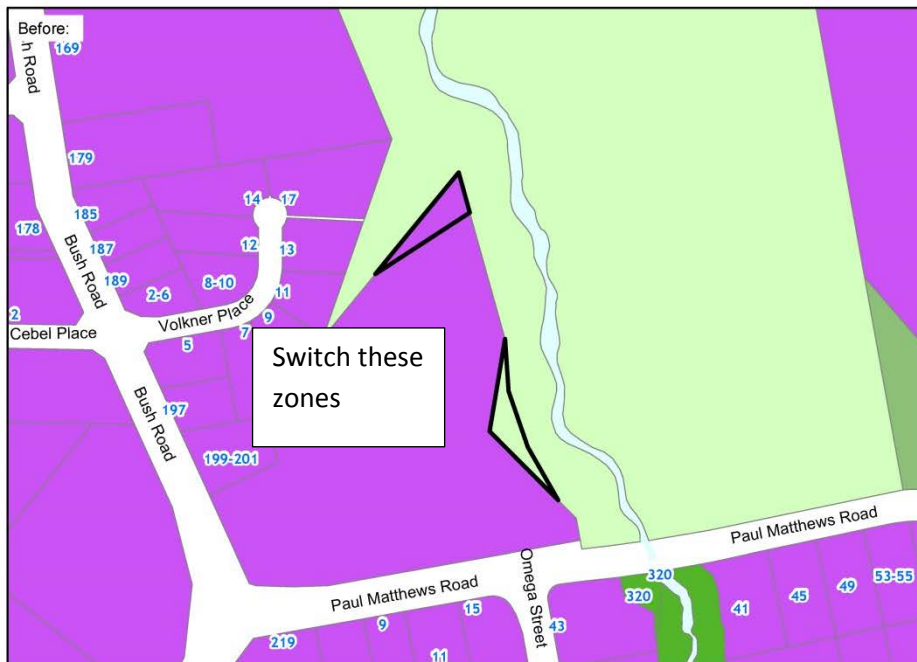 Before:
169
h Road
179
14 17
185
178
187
12 13
189
8-10
2-6
11
2
Volkner Place
9
Cebel Place
7
5
Bush Road
Switch these
zones
197
Bush Road
199-201
Paul Matthews Road
320
53-55
320
49
45
Paul Matthews Road
15
41
9
43
Omega Street
219
11